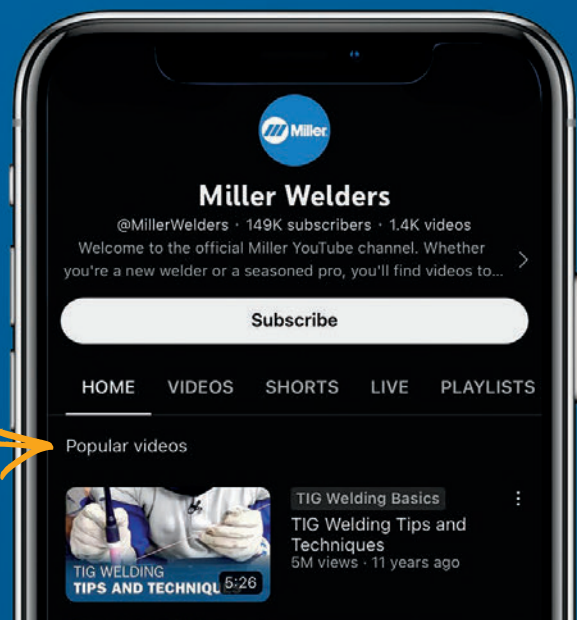 Miller
Miller Welders
@MillerWelders · 149K subscribers · 1.4K videos
Welcome to the official Miller YouTube channel. Whether
you're a new welder or a seasoned pro, you'll find videos to...
Subscribe
HOME VIDEOS SHORTS LIVE PLAYLISTS
Popular videos
TIG WELDING
TIPS AND TECHNIQU
5:26
TIG Welding Basics
TIG Welding Tips and
Techniques
5M views · 11 years ago